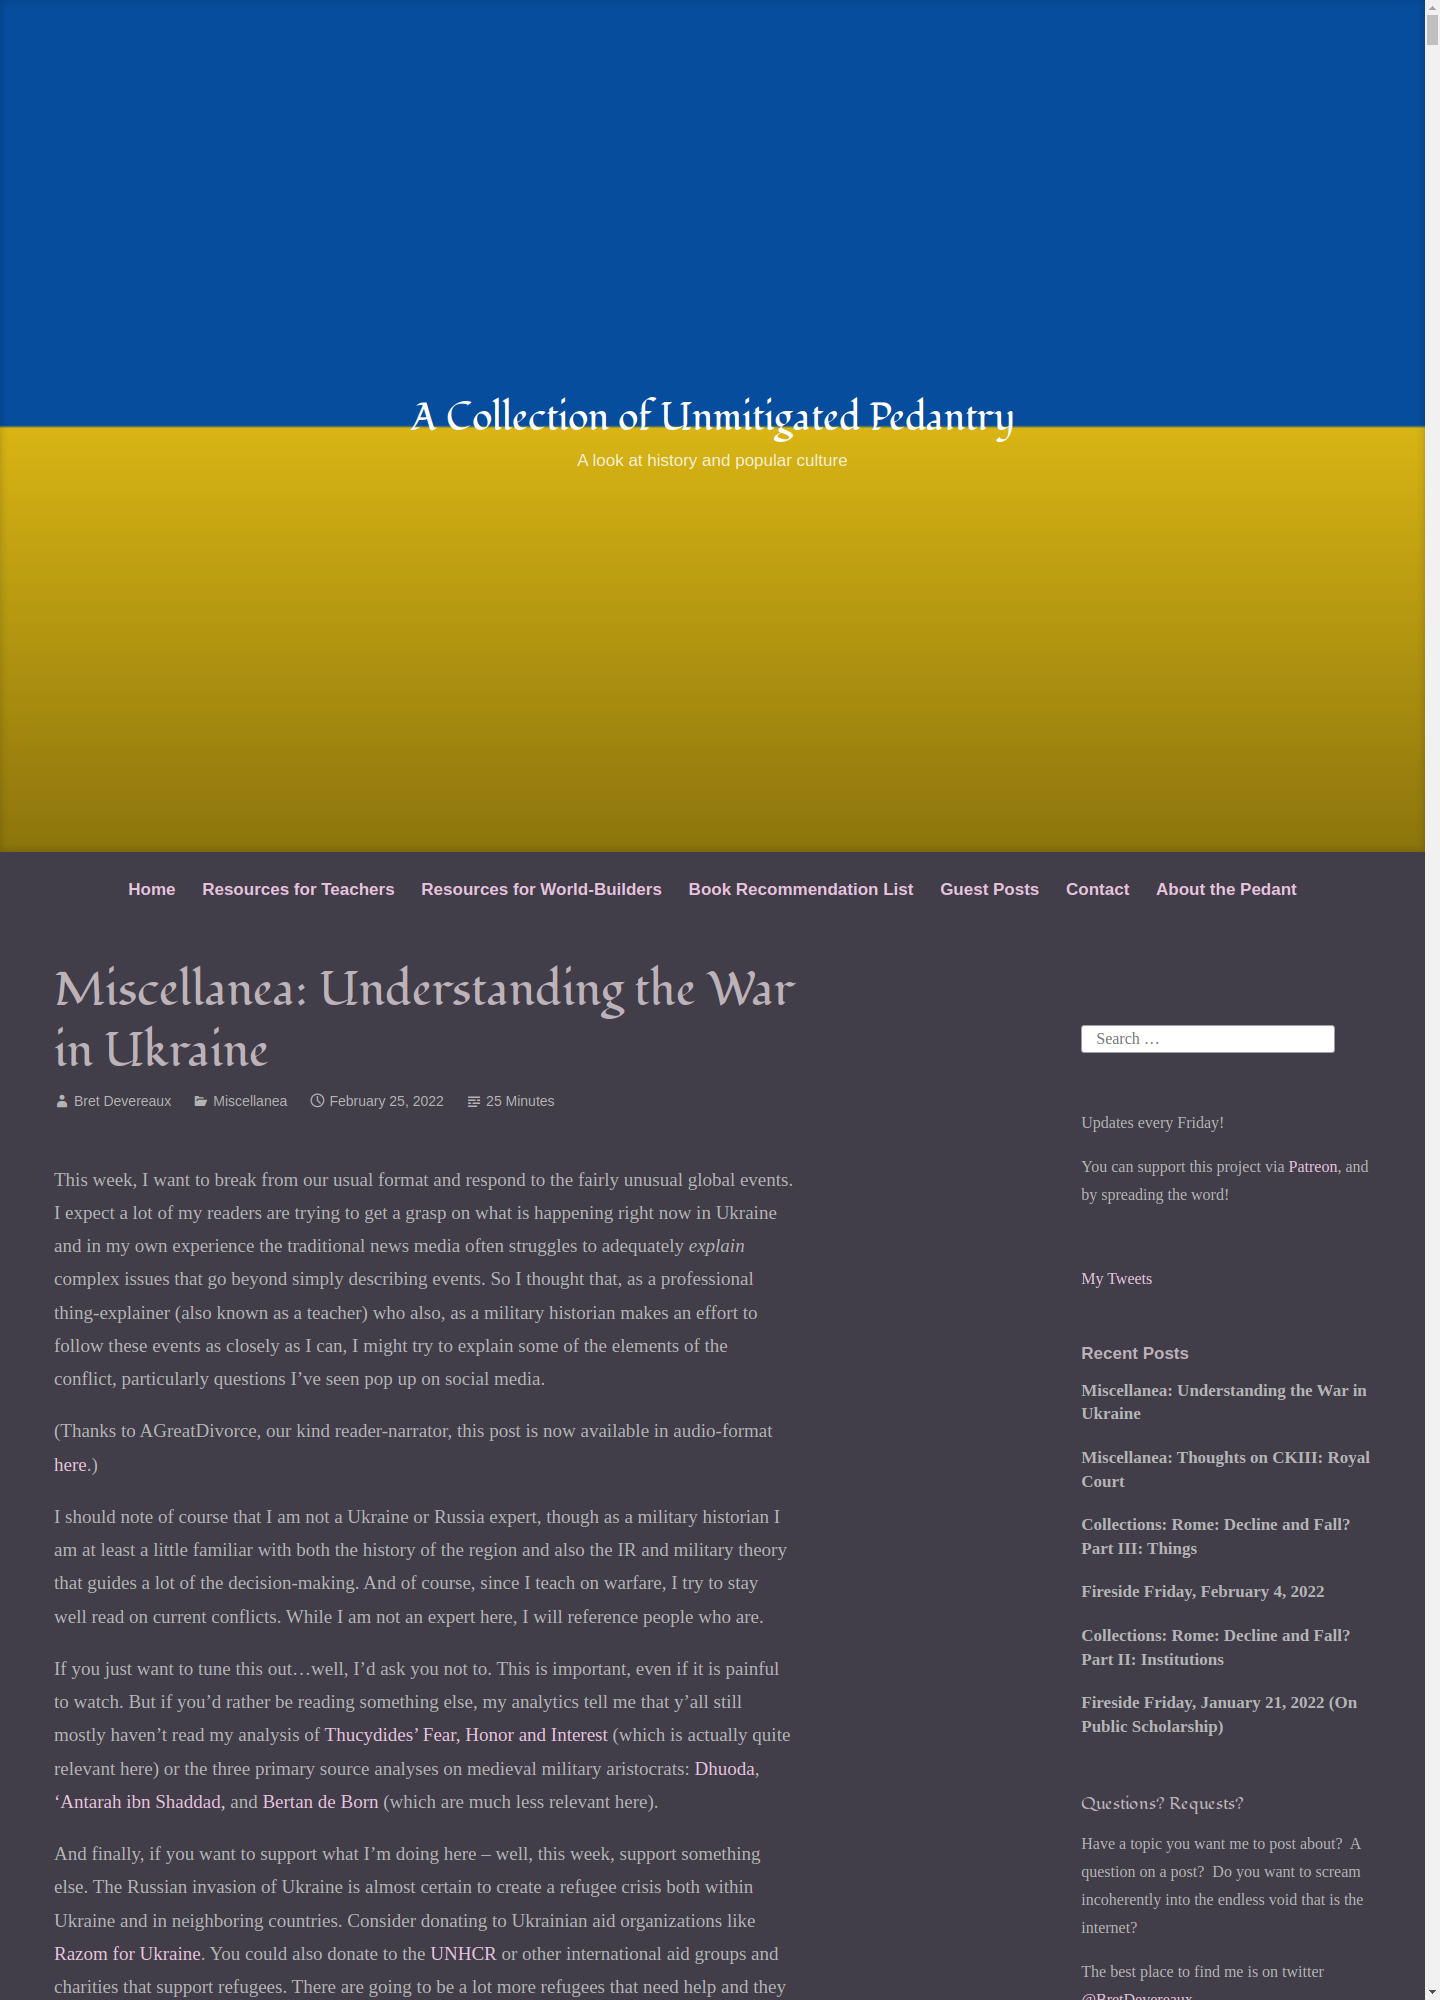 A Collection of Unmitigated Pedantry
A look at history and popular culture
Home Resources for Teachers Resources for World-Builders Book Recommendation List Guest Posts Contact About the Pedant
Miscellanea: Understanding the War
in Ukraine
Bret Devereaux Miscellanea February 25, 2022 25 Minutes
This week, I want to break from our usual format and respond to the fairly unusual global events.
I expect a lot of my readers are trying to get a grasp on what is happening right now in Ukraine
and in my own experience the traditional news media often struggles to adequately explain
complex issues that go beyond simply describing events. So I thought that, as a professional
thing-explainer (also known as a teacher) who also, as a military historian makes an effort to
follow these events as closely as I can, I might try to explain some of the elements of the
conflict, particularly questions I’ve seen pop up on social media.
(Thanks to AGreatDivorce, our kind reader-narrator, this post is now available in audio-format
here.)
I should note of course that I am not a Ukraine or Russia expert, though as a military historian I
am at least a little familiar with both the history of the region and also the IR and military theory
that guides a lot of the decision-making. And of course, since I teach on warfare, I try to stay
well read on current conflicts. While I am not an expert here, I will reference people who are.
If you just want to tune this out…well, I’d ask you not to. This is important, even if it is painful
to watch. But if you’d rather be reading something else, my analytics tell me that y’all still
mostly haven’t read my analysis of Thucydides’ Fear, Honor and Interest (which is actually quite
relevant here) or the three primary source analyses on medieval military aristocrats: Dhuoda,
‘Antarah ibn Shaddad, and Bertan de Born (which are much less relevant here).
And finally, if you want to support what I’m doing here – well, this week, support something
else. The Russian invasion of Ukraine is almost certain to create a refugee crisis both within
Ukraine and in neighboring countries. Consider donating to Ukrainian aid organizations like
Razom for Ukraine. You could also donate to the UNHCR or other international aid groups and
charities that support refugees. There are going to be a lot more refugees that need help and they
Search …
Updates every Friday!
You can support this project via Patreon, and
by spreading the word!
My Tweets
Recent Posts
Miscellanea: Understanding the War in
Ukraine
Miscellanea: Thoughts on CKIII: Royal
Court
Collections: Rome: Decline and Fall?
Part III: Things
Fireside Friday, February 4, 2022
Collections: Rome: Decline and Fall?
Part II: Institutions
Fireside Friday, January 21, 2022 (On
Public Scholarship)
Questions? Requests?
Have a topic you want me to post about?  A
question on a post?  Do you want to scream
incoherently into the endless void that is the
internet?
The best place to find me is on twitter
@BretDevereaux